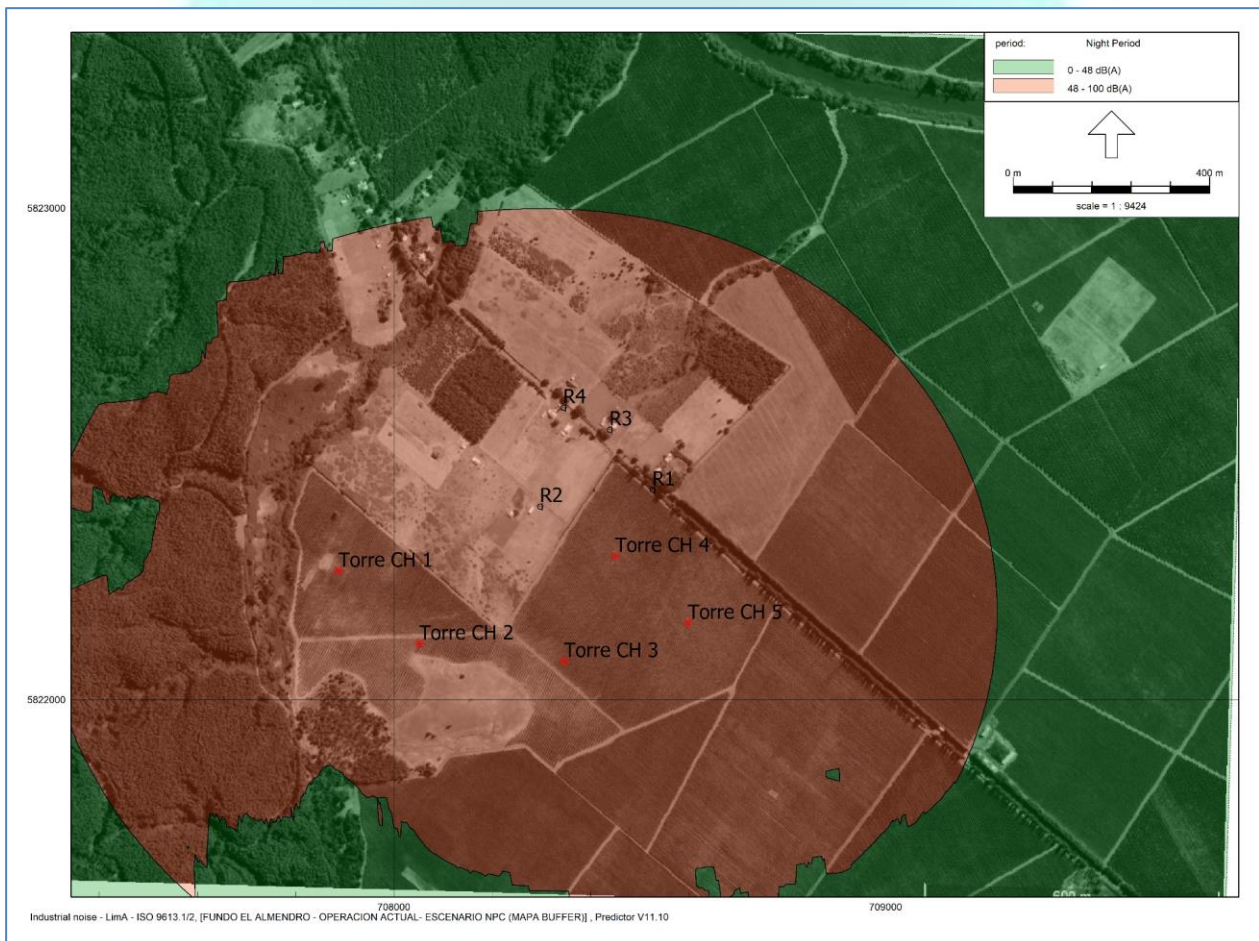 period: Night Period
0 - 48 dB(A)
48 - 100 dB(A)
0 m 400 m
scale = 1 : 9424
5823000
R4
R3
R1
R2
Torre CH 4
Torre CH 1
Torre CH 5
Torre CH 2
Torre CH 3
5822000
600 m
708000 709000
Industrial noise - LimA - ISO 9613.1/2, [FUNDO EL ALMENDRO - OPERACION ACTUAL- ESCENARIO NPC (MAPA BUFFER)] , Predictor V11.10